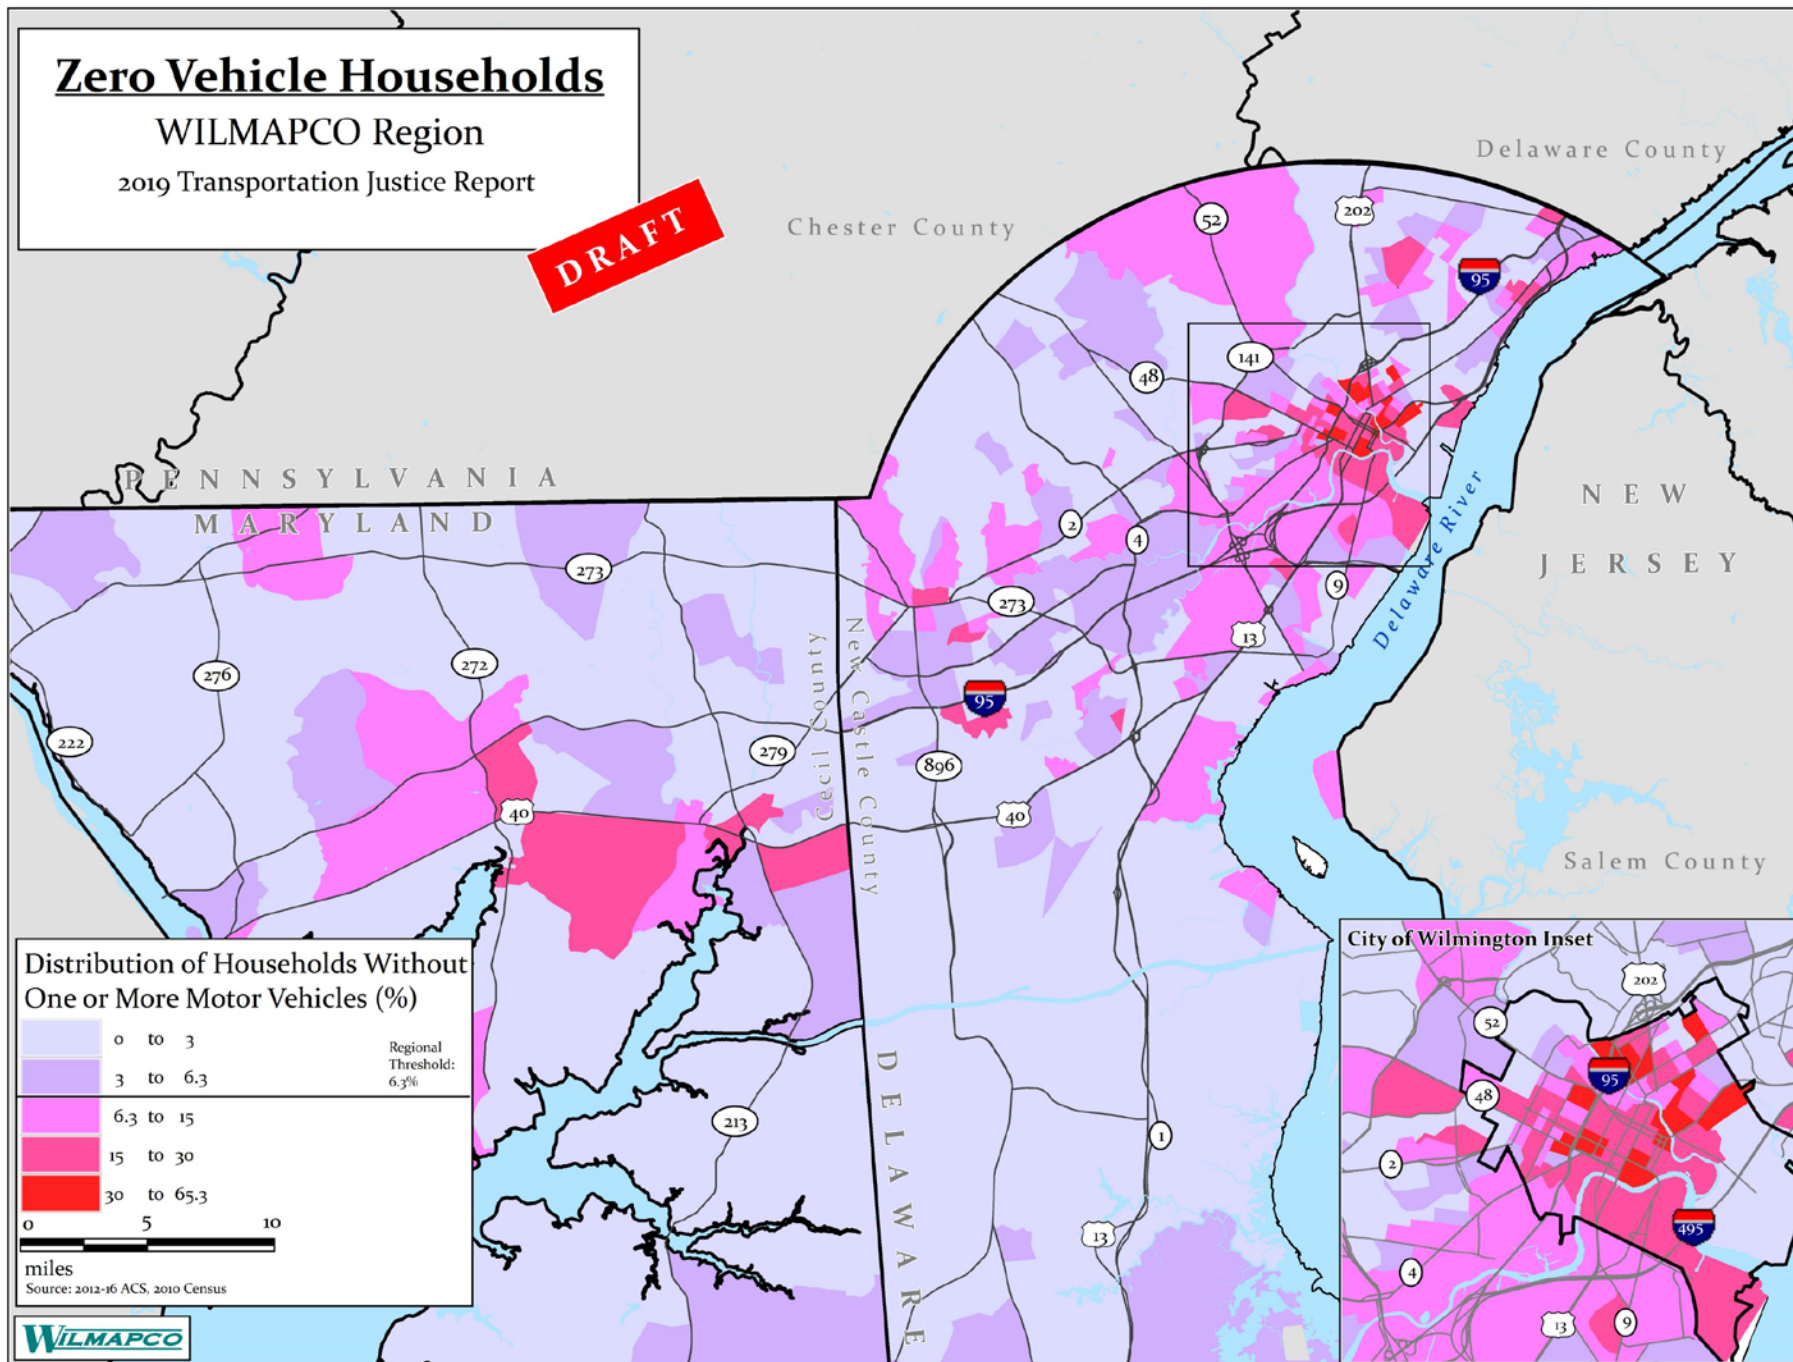 Zero Vehicle Households
WILMAPCO Region
2019 Transportation Justice Report
DRAFT
Delaware County
Chester County
52
202
95
141
48
PENNSYLVANIA
MARYLAND
NEW
JERSEY
Delaware River
2
4
273
273
9
13
276
272
Cecil County
New Castle County
95
222
279
896
40
40
Salem County
213
1
13
DELAWARE
Distribution of Households Without
One or More Motor Vehicles (%)
0 to 3
3 to 6.3
Regional
Threshold:
6.3%
6.3 to 15
15 to 30
30 to 65.3
0 5 10
miles
Source: 2012-16 ACS, 2010 Census
WILMAPCO
City of Wilmington Inset
202
52
95
48
2
495
4
13
9